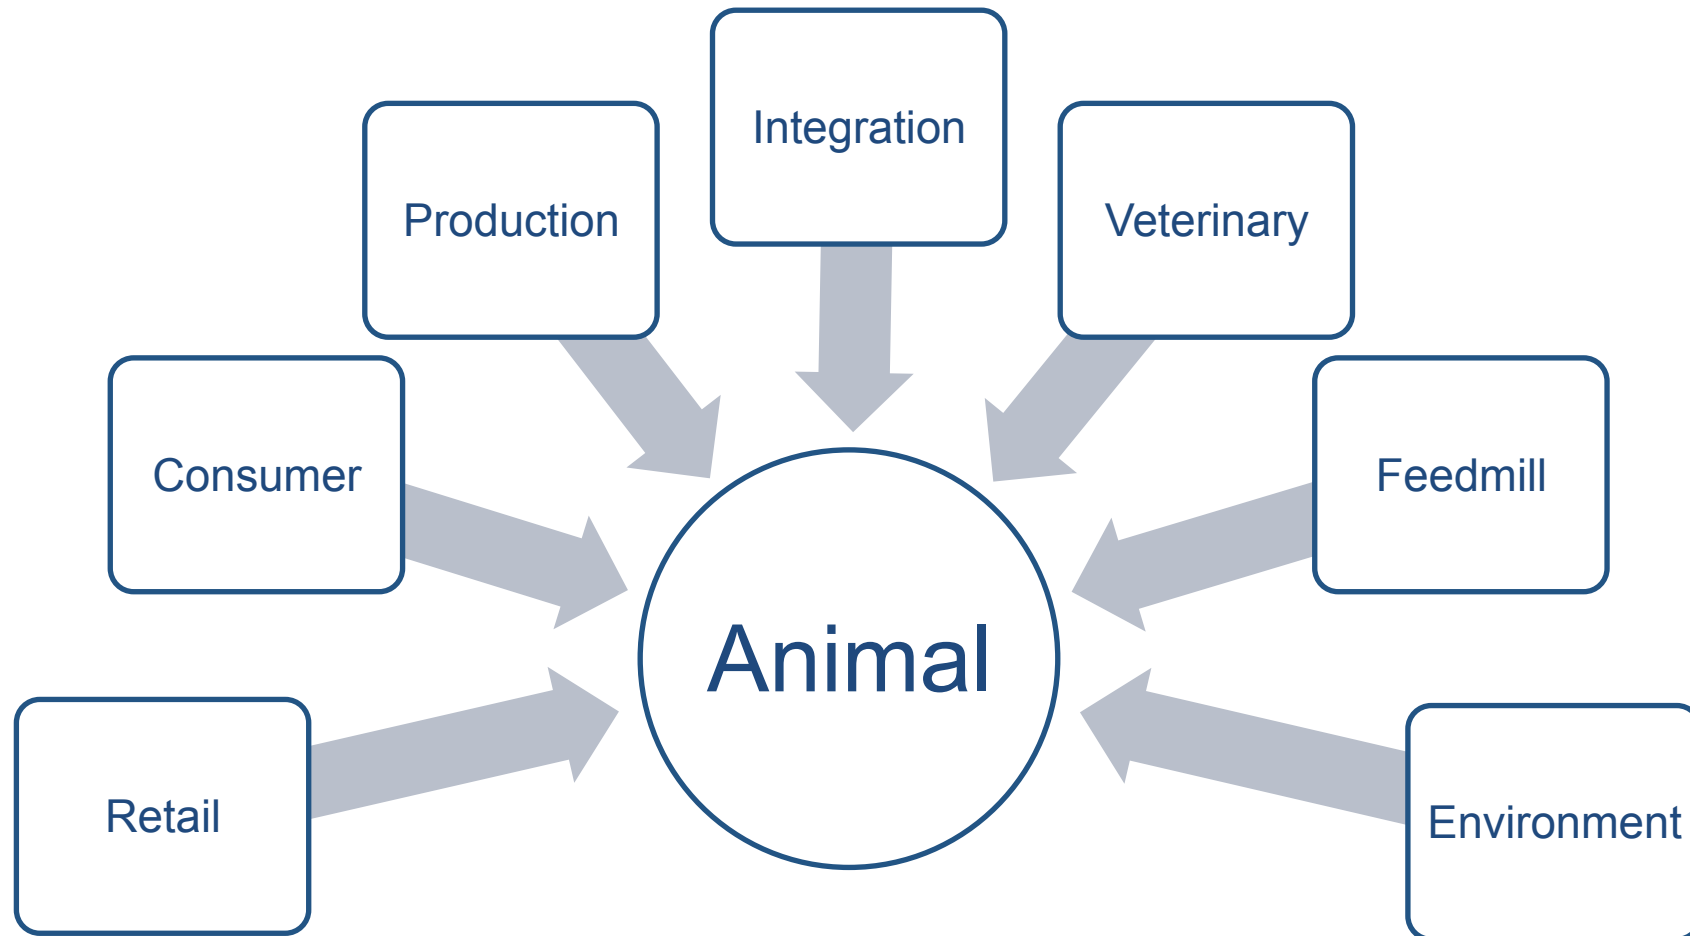 Integration
Production
Veterinary
Consumer
Feedmill
Animal
Retail
Environment